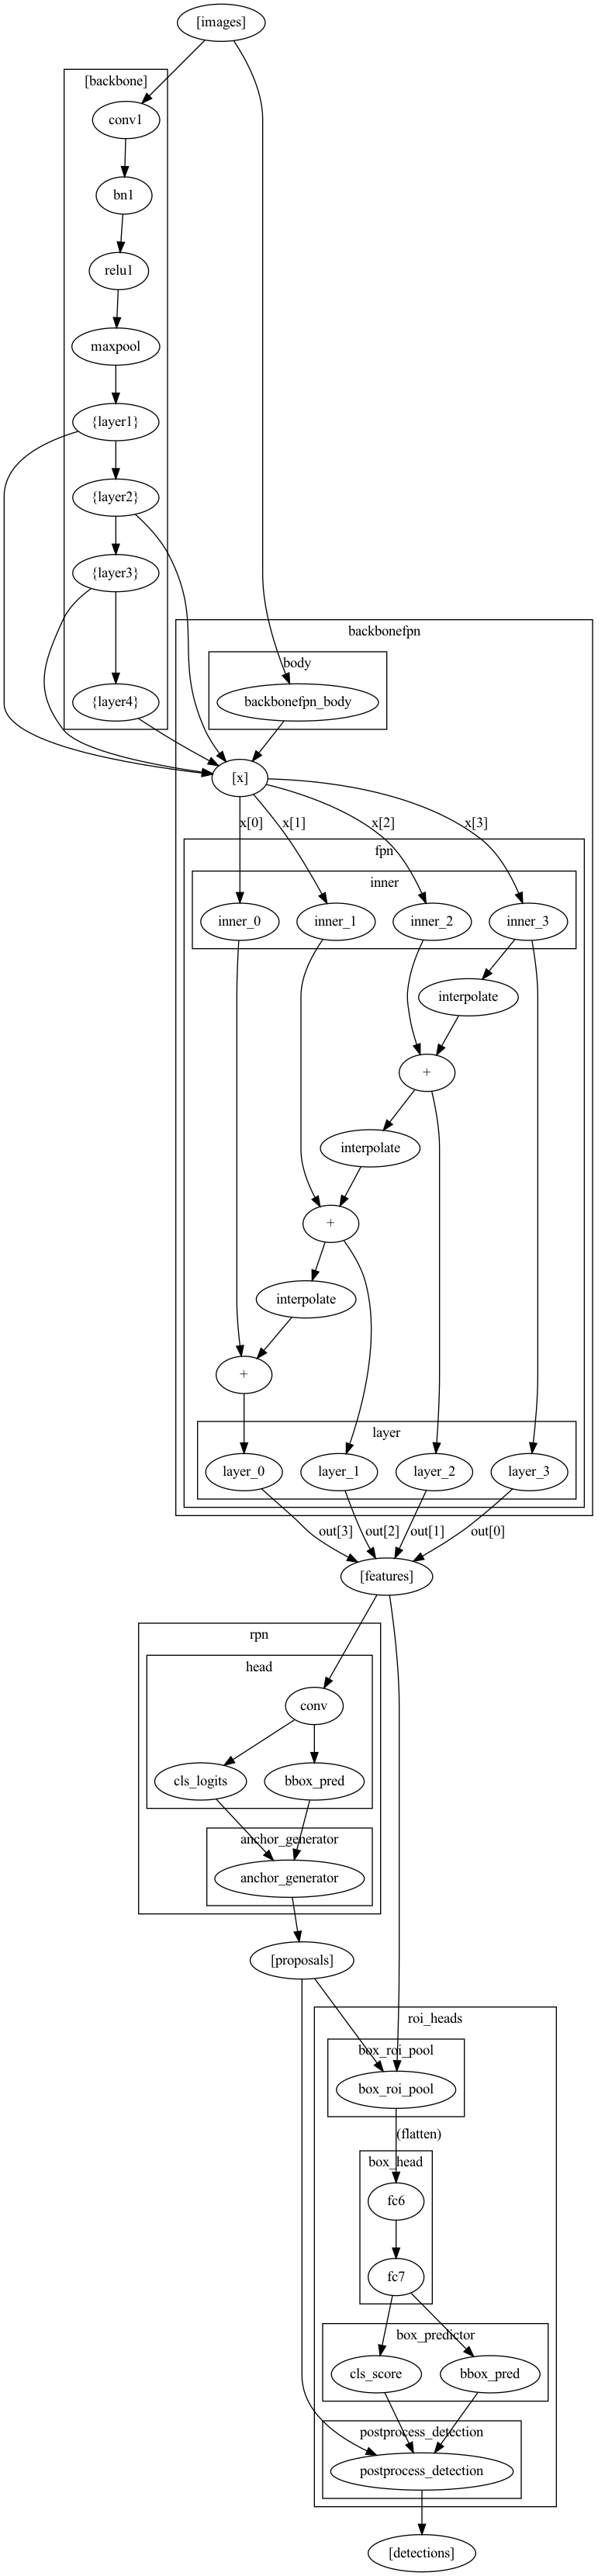 [images]
[backbone]
conv1
bn1
relu1
maxpool
{layer1}
{layer2}
{layer3}
backbonefpn
body
{layer4}
backbonefpn_body
[x]
x[0]
x[1]
x[2]
x[3]
fpn
inner
inner_0
inner_1
inner_2
inner_3
interpolate
+
interpolate
+
interpolate
+
layer
layer_0
layer_1
layer_2
layer_3
out[3]
out[2]
out[1]
out[0]
[features]
rpn
head
conv
cls_logits
bbox_pred
anchor_generator
anchor_generator
[proposals]
roi_heads
box_roi_pool
box_roi_pool
(flatten)
box_head
fc6
fc7
box_predictor
cls_score
bbox_pred
postprocess_detection
postprocess_detection
[detections]